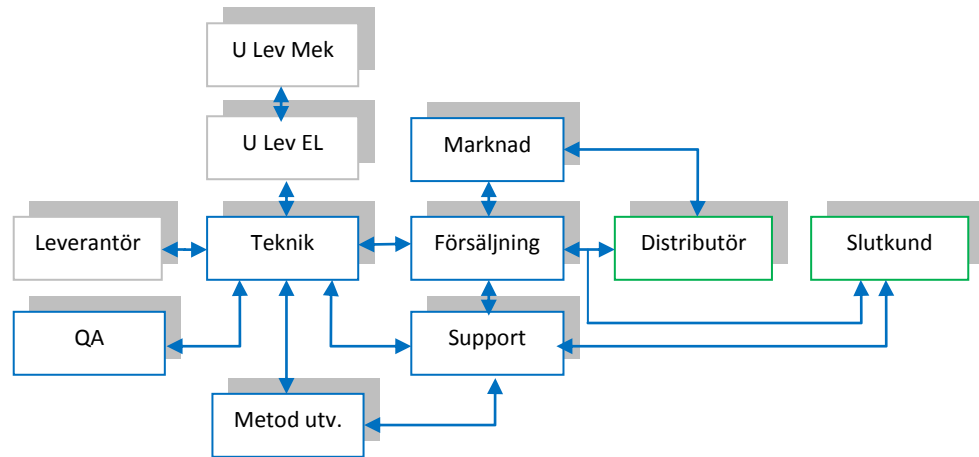 U Lev Mek
U Lev EL
Marknad
Leverantör
Teknik
Försäljning
Distributör
Slutkund
QA
Support
Metod utv.